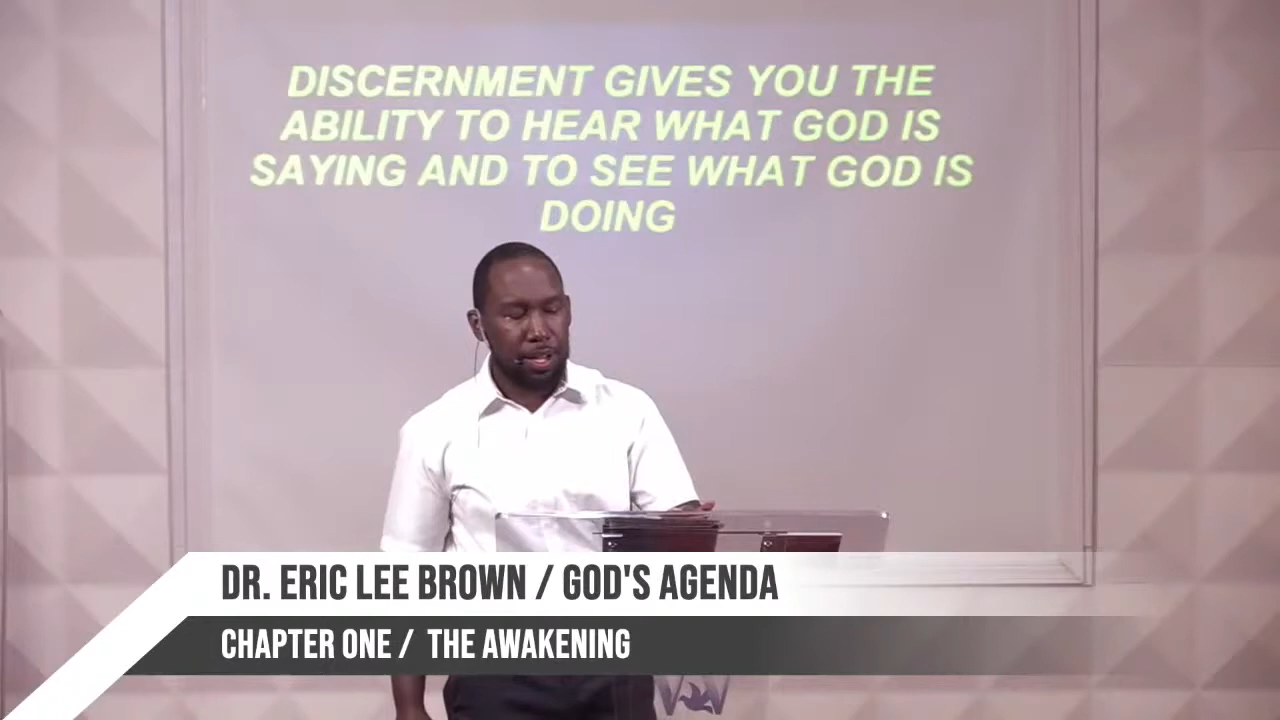 DISCERNMENT GIVES YOU THE
ABILITY TO HEAR WHAT GOD IS
SAYING AND TO SEE WHAT GOD IS
DOING
DR. ERIC LEE BROWN / GOD'S AGENDA
CHAPTER ONE / THE AWAKENING